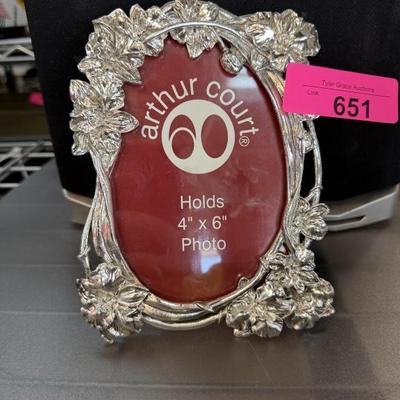 arthur court®
Holds
4" x 6"
Photo
Tyler Grace Auctions
Lot#
651